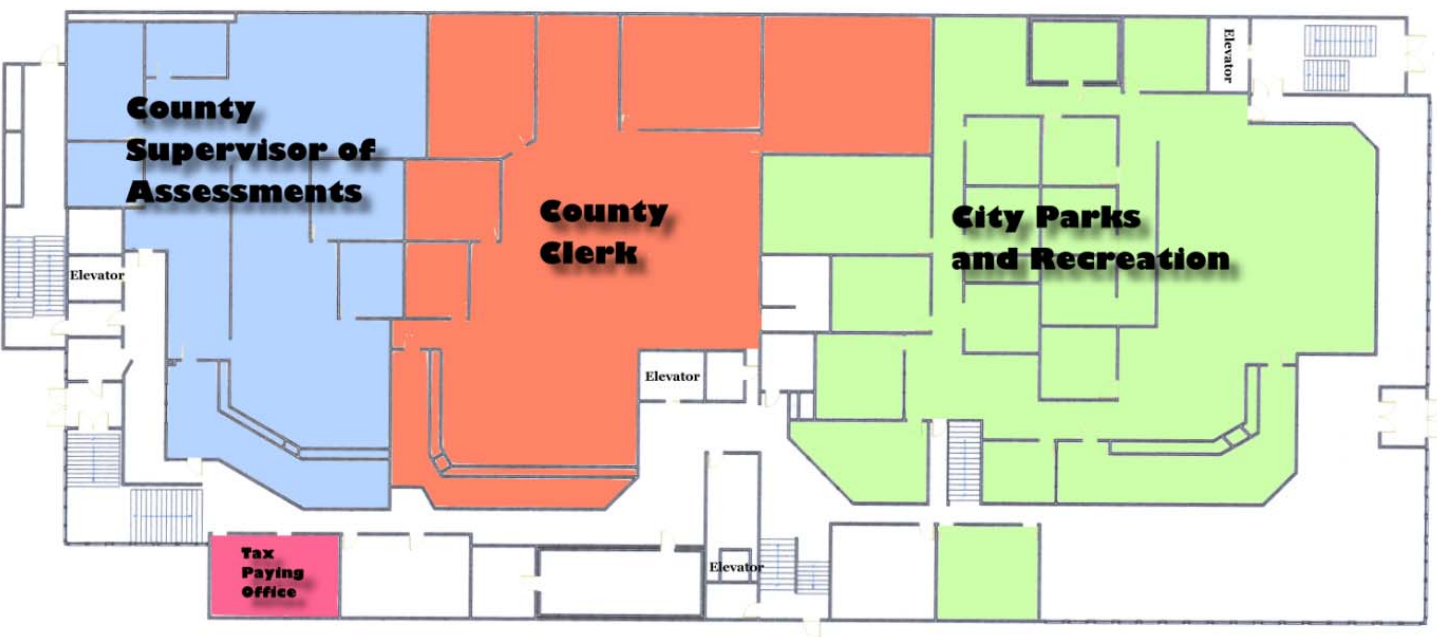 County
Supervisor of
Assessments
County
Clerk
City Parks
and Recreation
Elevator
Elevator
Elevator
Elevator
Tax
Paying
Office